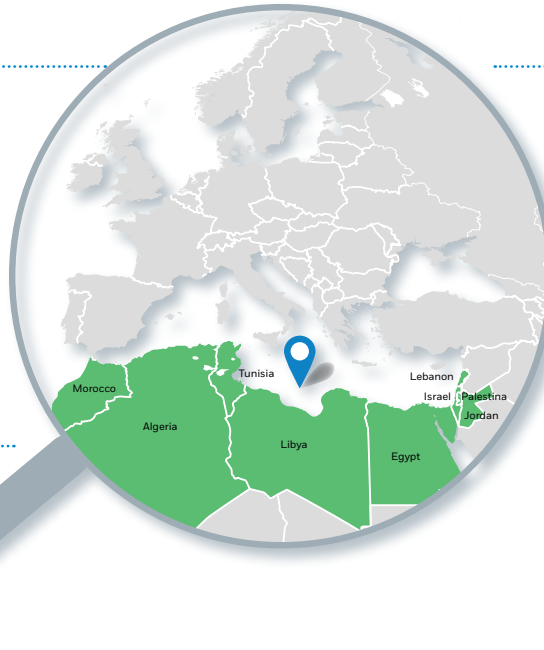 Tunisia
Lebanon
Morocco
Israel
Palestina
Jordan
Algeria
Libya
Egypt